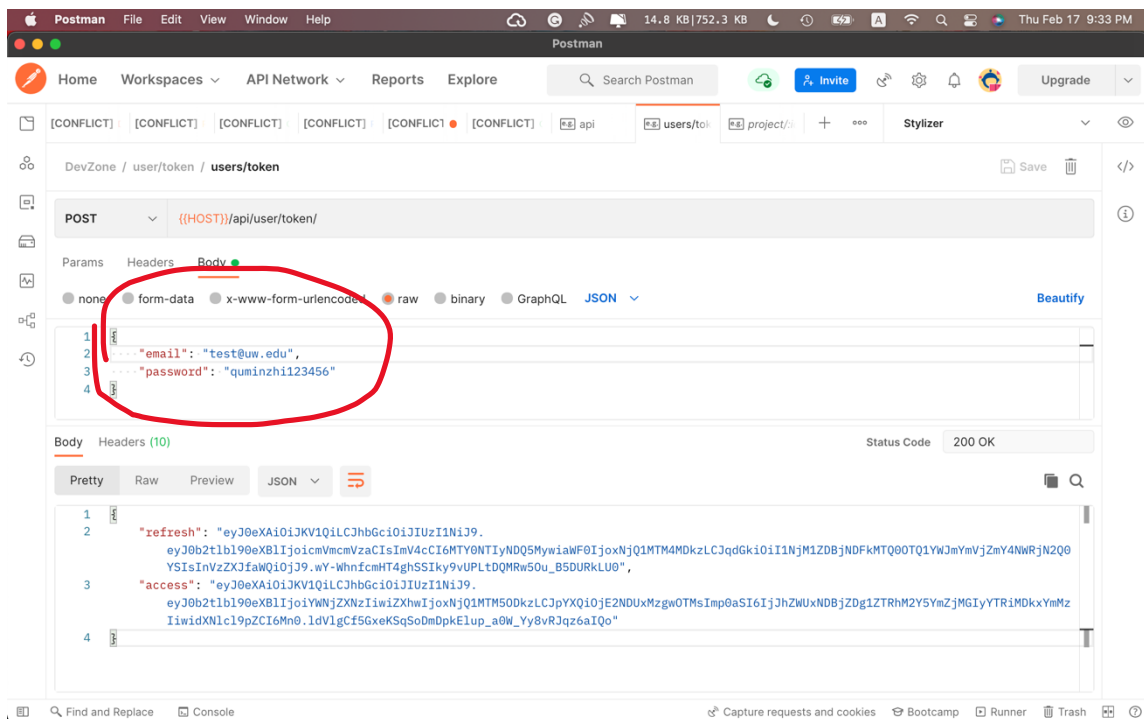 Postman File Edit View Window Help 14.8 KB|752.3 KB A Thu Feb 17 9:33 PM
Postman
Home Workspaces API Network Reports Explore Search Postman Invite Upgrade
[CONFLICT] [CONFLICT] [CONFLICT] [CONFLICT] [CONFLICT] [CONFLICT] e.g. api e.g. users/tok e.g. project/: + ooo Stylizer
DevZone / user/token / users/token Save </>
POST {{HOST}}/api/user/token/
Params Headers Body
none form-data x-www-form-urlencoded raw binary GraphQL JSON Beautify
1 {
2 "email": "test@uw.edu",
3 "password": "quminzhi123456"
4 }
Body Headers (10) Status Code 200 OK
Pretty Raw Preview JSON
1 {
2 "refresh": "eyJ0eXAiOiJKV1QiLCJhbGciOiJIUzI1NiJ9.
eyJ0b2tlbl90eXBlIjoicmVmcmVzaCIsImV4cCI6MTY0NTIyNDQ5MywiaWF0IjoxNjQ1MTM4MDkzLCJqdGkiOiI1NjM1ZDBjNDFkMTQ0OTQ1YWJmYmVjZmY4NWRjN2Q0
YSIsInVzZXJfaWQiOjJ9.wY-WhnfcmHT4ghSSIky9vUPLtDQMRw5Ou_B5DURkLU0",
3 "access": "eyJ0eXAiOiJKV1QiLCJhbGciOiJIUzI1NiJ9.
eyJ0b2tlbl90eXBlIjoiYWNjZXNzIiwiZXhwIjoxNjQ1MTM5ODkzLCJpYXQiOjE2NDUxMzgwOTMsImp0aSI6IjJhZWUxNDBjZDg1ZTRhM2Y5YmZjMGIyYTRiMDkxYmMz
IiwidXNlcl9pZCI6Mn0.ldVlgCf5GxeKSqSoDmDpkElup_a0W_Yy8vRJqz6aIQo"
4 }
Find and Replace Console Capture requests and cookies Bootcamp Runner Trash